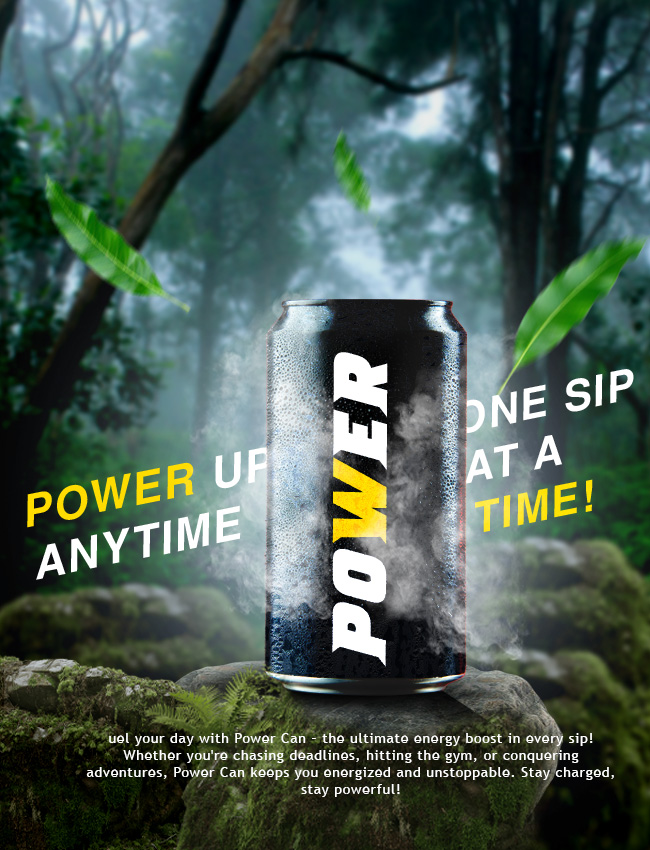 POWER UP
ANYTIME
ONE SIP
AT A
TIME!
POWER
uel your day with Power Can - the ultimate energy boost in every sip!
Whether you're chasing deadlines, hitting the gym, or conquering
adventures, Power Can keeps you energized and unstoppable. Stay charged,
stay powerful!